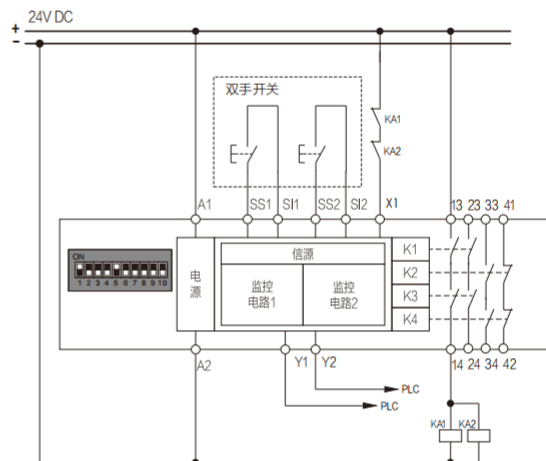 24V DC
+
−
双手开关
KA1
KA2
A1 SS1 SI1 SS2 SI2 X1 13 23 33 41
ON
1 2 3 4 5 6 7 8 9 10
电源
信源
监控电路1
监控电路2
K1
K2
K3
K4
A2 Y1 Y2 14 24 34 42
PLC
PLC
KA1 KA2